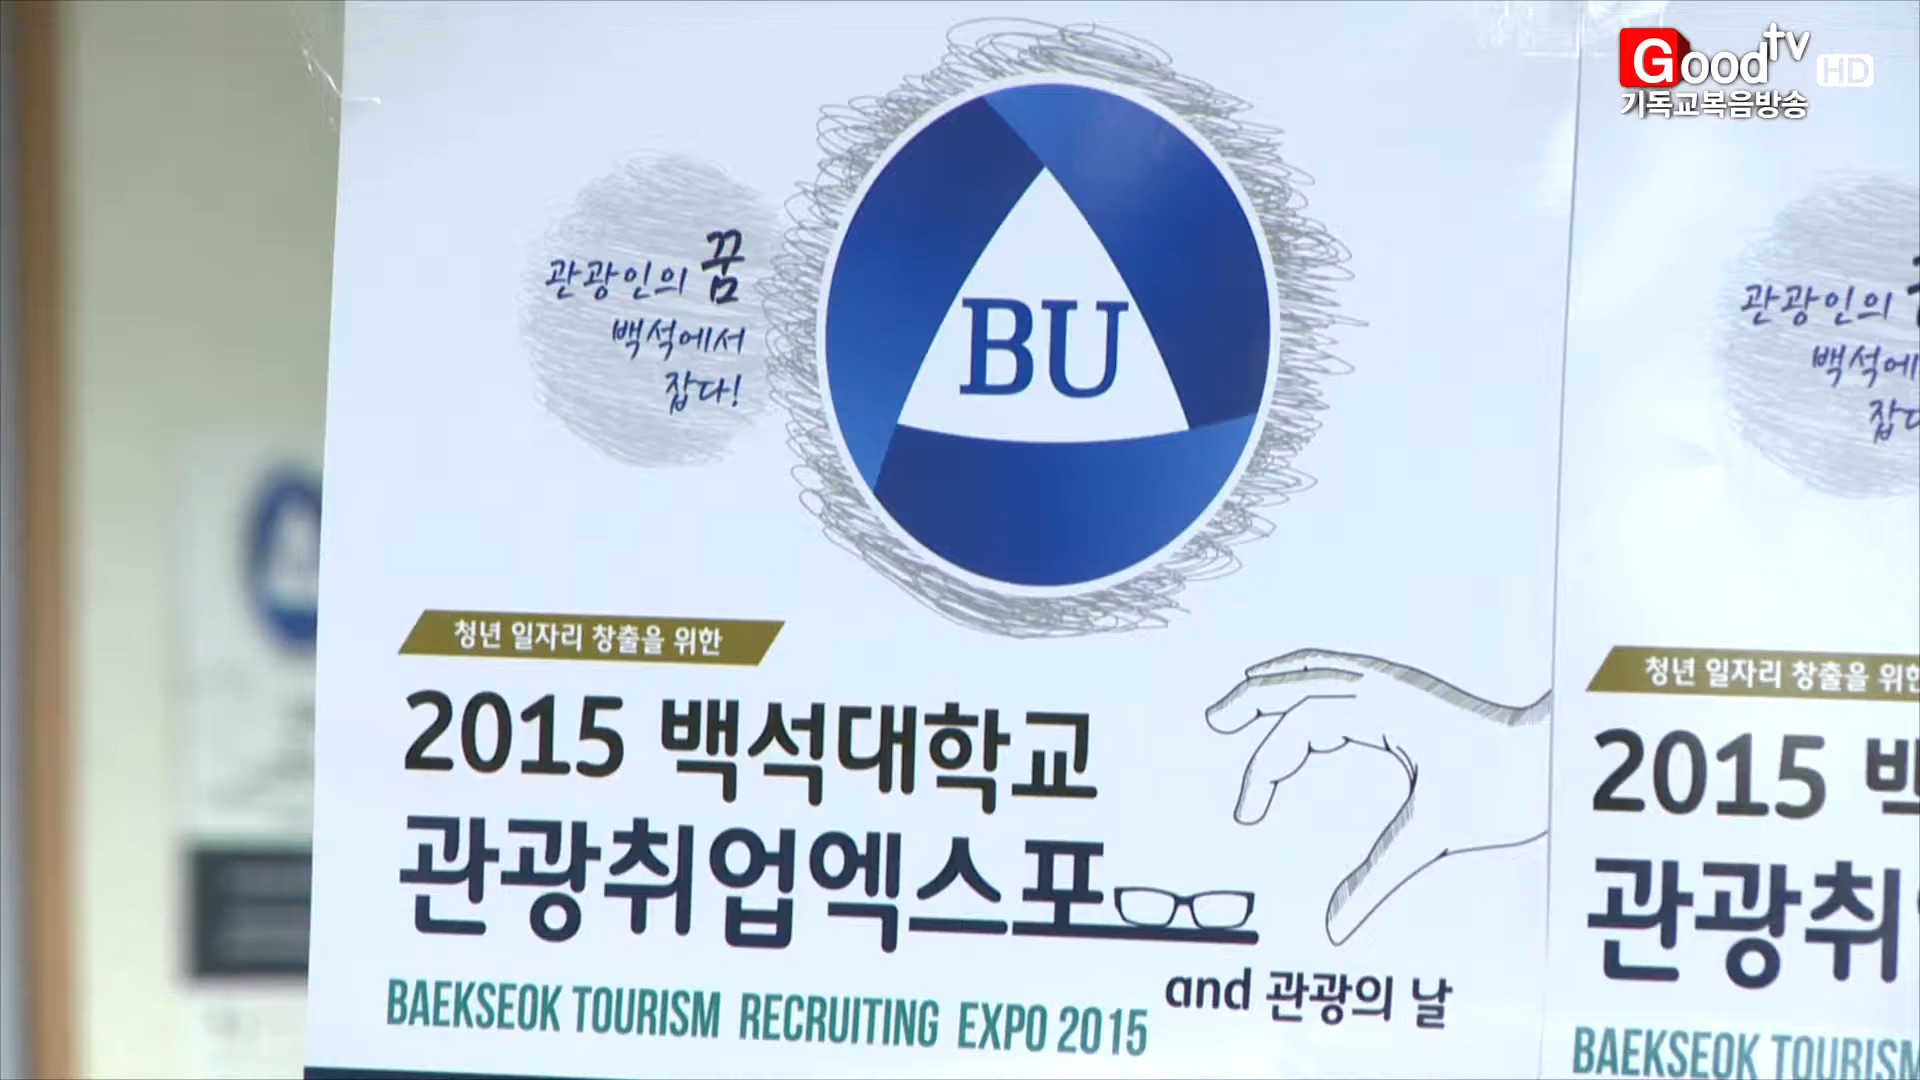 Goodtv HD
기독교복음방송
관광인의 꿈
백석에서
잡다!
BU
청년 일자리 창출을 위한
2015 백석대학교
관광취업엑스포
and 관광의 날
BAEKSEOK TOURISM RECRUITING EXPO 2015
관광인의
백석에
청년 일자리 창출을 위한
2015
관광취
BAEKSEOK TOURISM